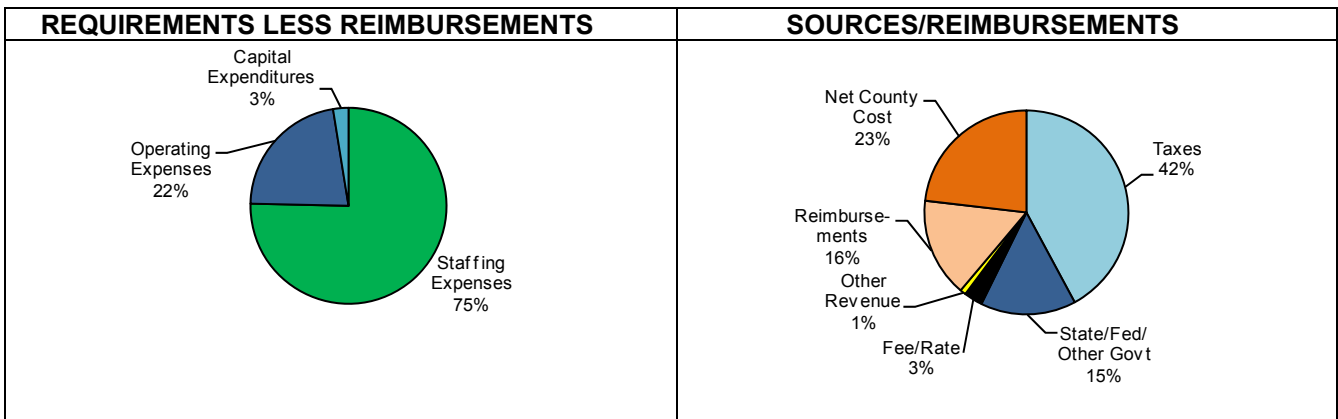 REQUIREMENTS LESS REIMBURSEMENTS
Capital
Expenditures
3%
Operating
Expenses
22%
Staffing
Expenses
75%
SOURCES/REIMBURSEMENTS
Net County
Cost
23%
Taxes
42%
Reimburse-
ments
16%
Other
Revenue
1%
Fee/Rate
3%
State/Fed/
Other Govt
15%